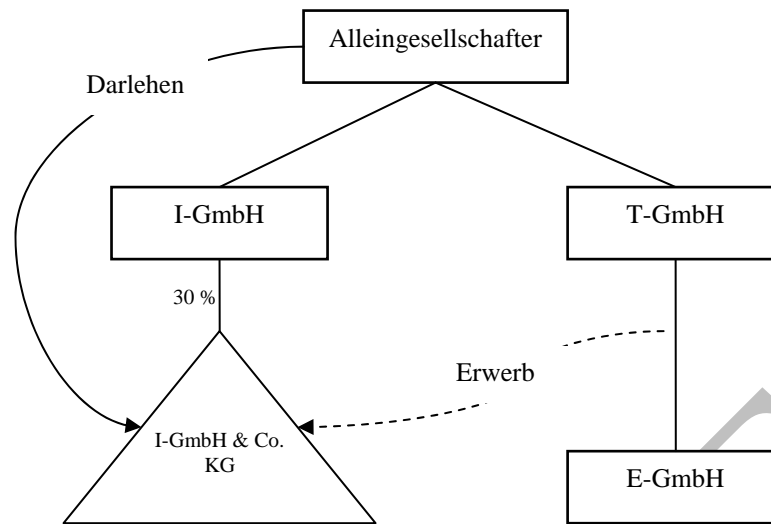 Alleingesellschafter
Darlehen
I-GmbH
T-GmbH
30 %
Erwerb
I-GmbH & Co.
KG
E-GmbH